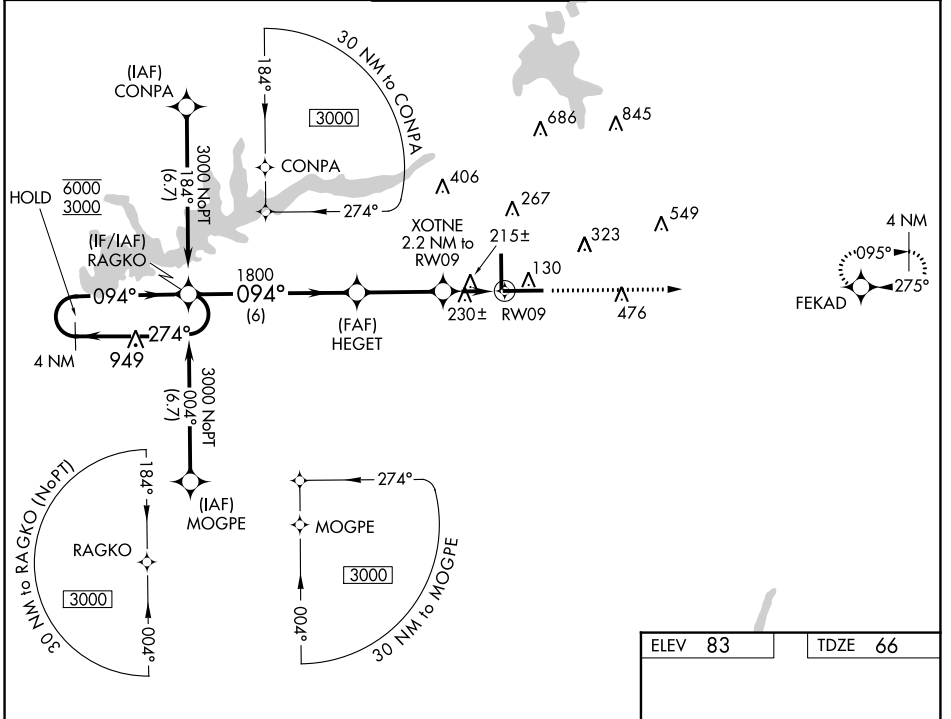 (IAF)
CONPA
184°
30 NM to CONPA
3000
CONPA
274°
3000 NoPT
184°
(6.7)
HOLD
6000
3000
(IF/IAF)
RAGKO
094°
274°
4 NM
949
1800
094°
(6)
(FAF)
HEGET
XOTNE
2.2 NM to
RW09
406
686
845
267
215±
323
549
130
230±
RW09
476
4 NM
095°
275°
FEKAD
3000 NoPT
004°
(6.7)
(IAF)
MOGPE
30 NM to RAGKO (NoPT)
184°
RAGKO
3000
004°
274°
MOGPE
3000
004°
30 NM to MOGPE
ELEV 83
TDZE 66